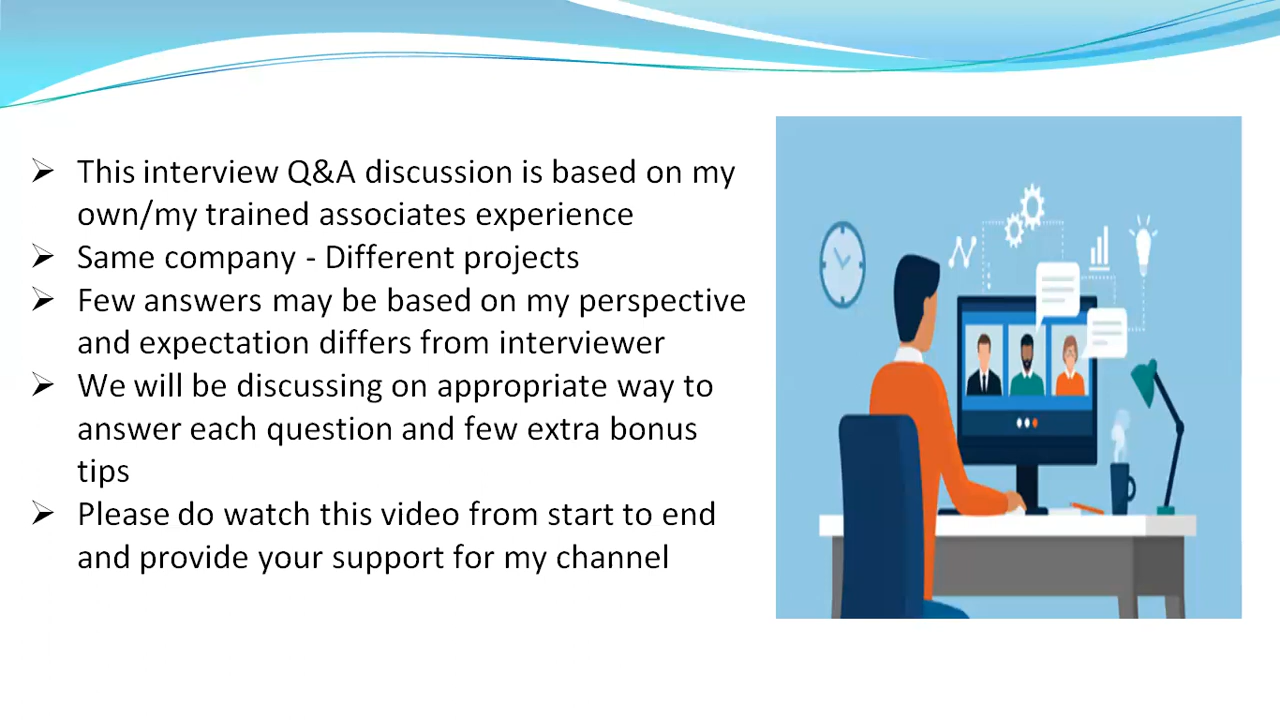 This interview Q&A discussion is based on my
own/my trained associates experience
Same company - Different projects
Few answers may be based on my perspective
and expectation differs from interviewer
We will be discussing on appropriate way to
answer each question and few extra bonus
tips
Please do watch this video from start to end
and provide your support for my channel